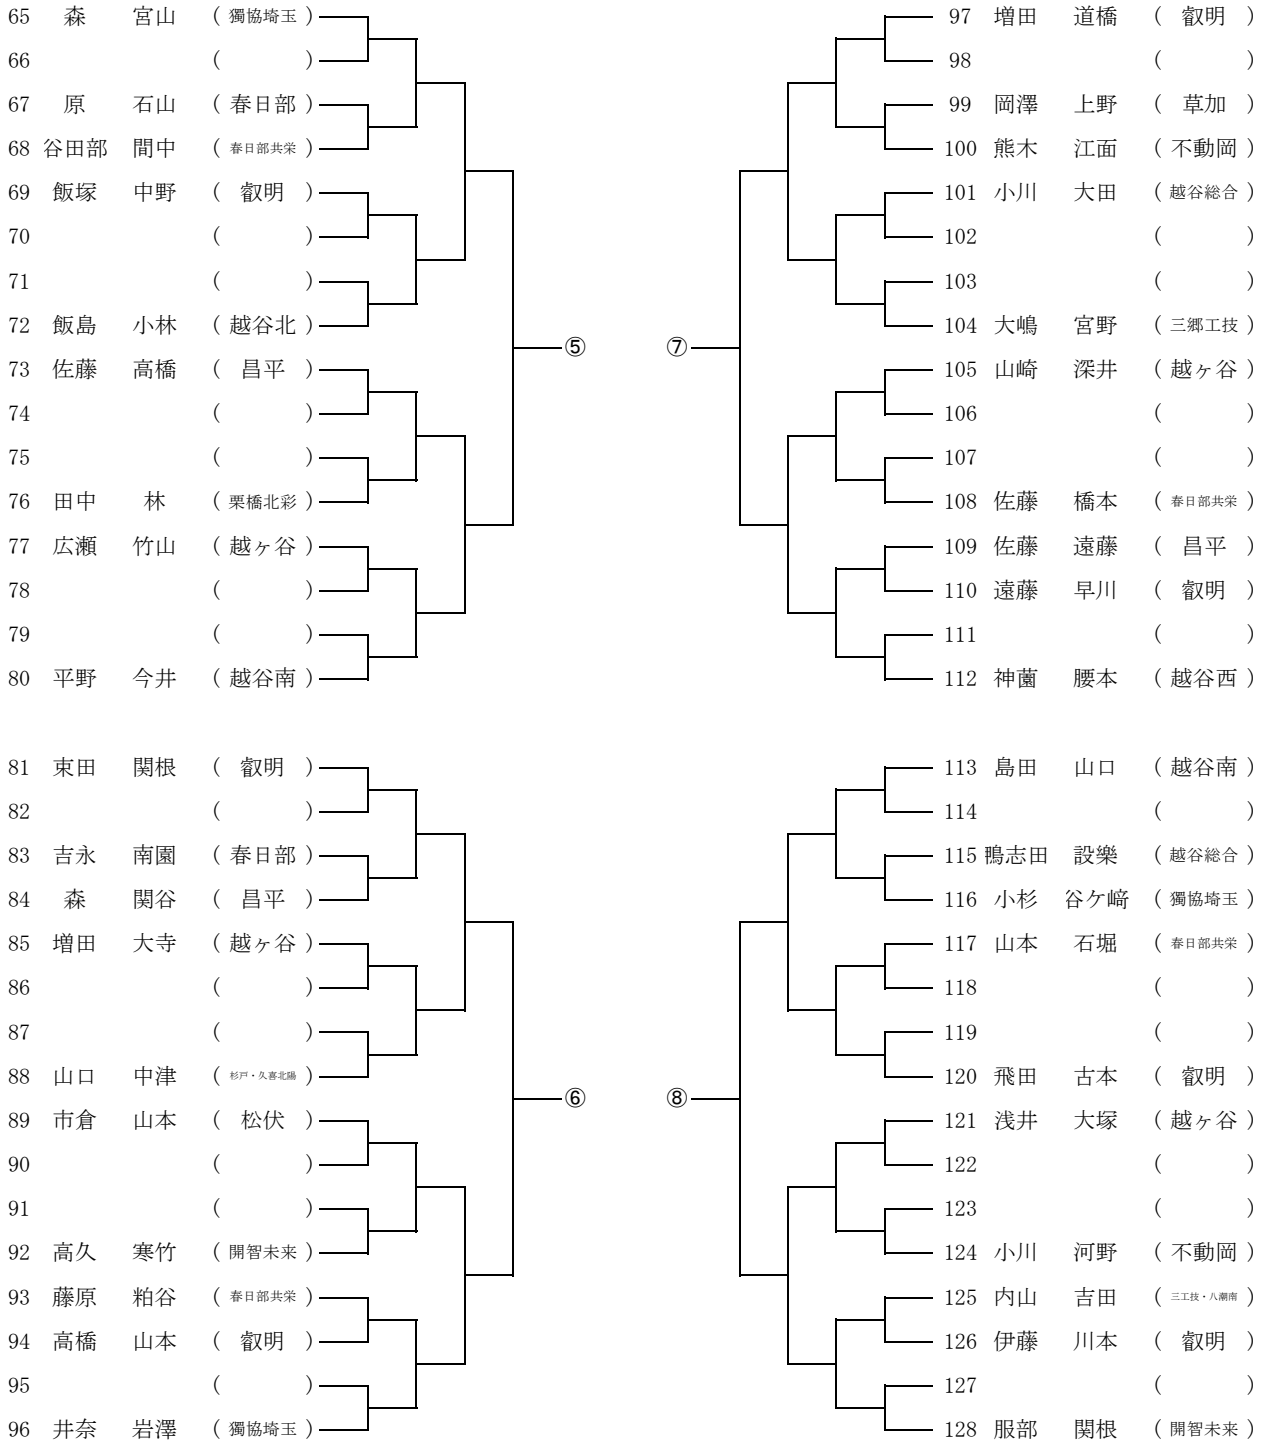 65 森 宮山 ( 獨協埼玉 )
66 ( )
67 原 石山 ( 春日部 )
68 谷田部 間中 ( 春日部共栄 )
69 飯塚 中野 ( 叡明 )
70 ( )
71 ( )
72 飯島 小林 ( 越谷北 )
73 佐藤 高橋 ( 昌平 )
74 ( )
75 ( )
76 田中 林 ( 栗橋北彩 )
77 広瀬 竹山 ( 越ヶ谷 )
78 ( )
79 ( )
80 平野 今井 ( 越谷南 )
⑤
81 束田 関根 ( 叡明 )
82 ( )
83 吉永 南園 ( 春日部 )
84 森 関谷 ( 昌平 )
85 増田 大寺 ( 越ヶ谷 )
86 ( )
87 ( )
88 山口 中津 ( 杉戸・久喜北陽 )
89 市倉 山本 ( 松伏 )
90 ( )
91 ( )
92 高久 寒竹 ( 開智未来 )
93 藤原 粕谷 ( 春日部共栄 )
94 高橋 山本 ( 叡明 )
95 ( )
96 井奈 岩澤 ( 獨協埼玉 )
⑥
97 増田 道橋 ( 叡明 )
98 ( )
99 岡澤 上野 ( 草加 )
100 熊木 江面 ( 不動岡 )
101 小川 大田 ( 越谷総合 )
102 ( )
103 ( )
104 大嶋 宮野 ( 三郷工技 )
105 山崎 深井 ( 越ヶ谷 )
106 ( )
107 ( )
108 佐藤 橋本 ( 春日部共栄 )
109 佐藤 遠藤 ( 昌平 )
110 遠藤 早川 ( 叡明 )
111 ( )
112 神薗 腰本 ( 越谷西 )
⑦
113 島田 山口 ( 越谷南 )
114 ( )
115 鴨志田 設樂 ( 越谷総合 )
116 小杉 谷ケ﨑 ( 獨協埼玉 )
117 山本 石堀 ( 春日部共栄 )
118 ( )
119 ( )
120 飛田 古本 ( 叡明 )
121 浅井 大塚 ( 越ヶ谷 )
122 ( )
123 ( )
124 小川 河野 ( 不動岡 )
125 内山 吉田 ( 三工技・八潮南 )
126 伊藤 川本 ( 叡明 )
127 ( )
128 服部 関根 ( 開智未来 )
⑧